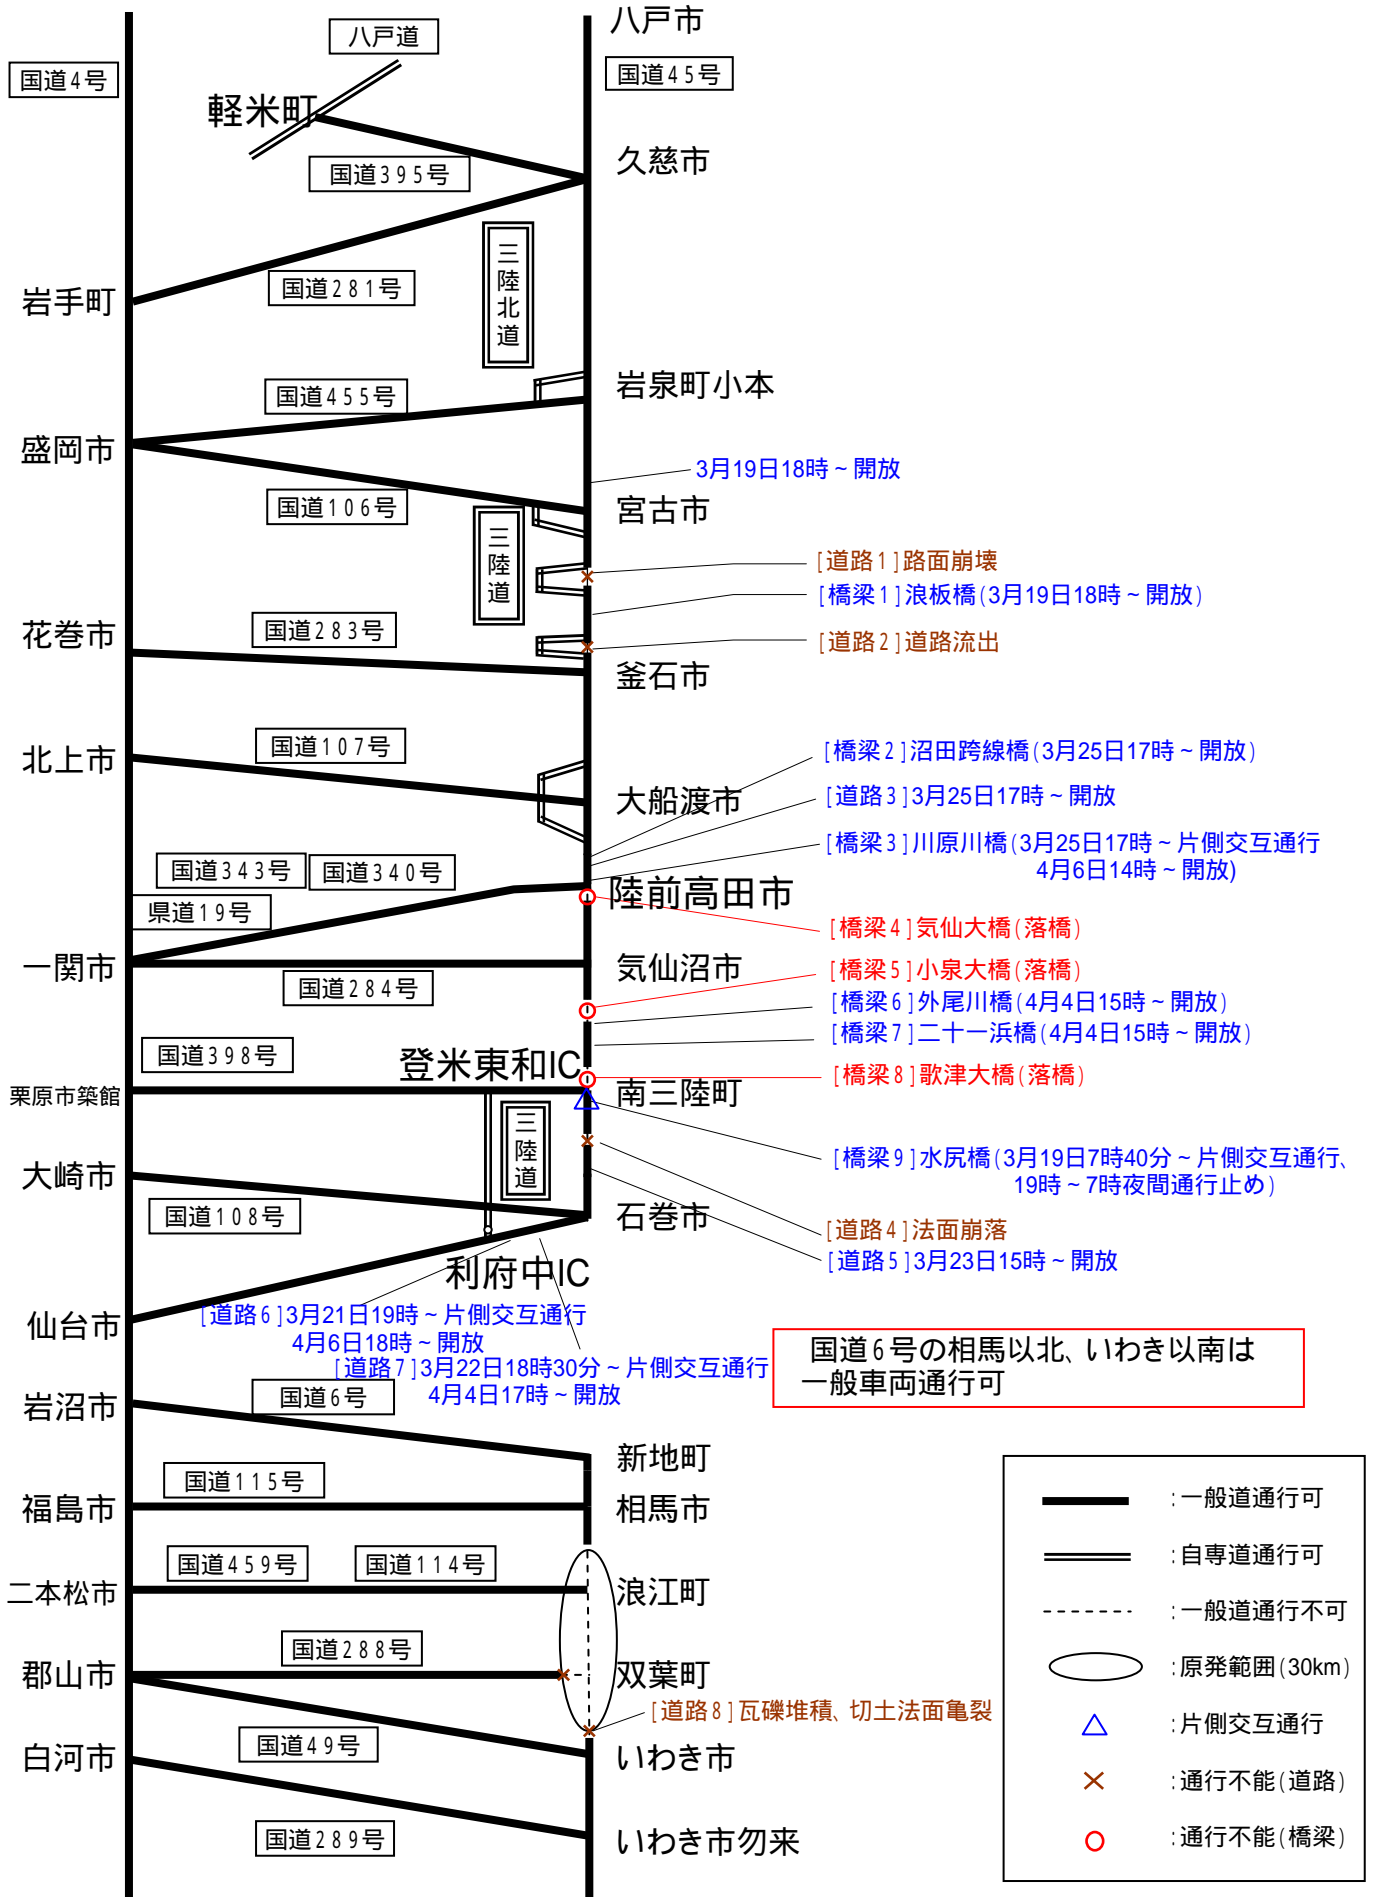 八戸市
八戸道
国道4号
国道45号
軽米町
久慈市
国道395号
三陸北道
国道281号
岩手町
岩泉町小本
国道455号
盛岡市
3月19日18時～開放
国道106号
宮古市
三陸道
[道路1]路面崩壊
[橋梁1]浪板橋(3月19日18時～開放)
国道283号
花巻市
[道路2]道路流出
釜石市
国道107号
北上市
[橋梁2]沼田跨線橋(3月25日17時～開放)
大船渡市
[道路3]3月25日17時～開放
[橋梁3]川原川橋(3月25日17時～片側交互通行
4月6日14時～開放)
国道343号
国道340号
陸前高田市
県道19号
[橋梁4]気仙大橋(落橋)
一関市
気仙沼市
[橋梁5]小泉大橋(落橋)
国道284号
[橋梁6]外尾川橋(4月4日15時～開放)
[橋梁7]二十一浜橋(4月4日15時～開放)
国道398号
登米東和IC
[橋梁8]歌津大橋(落橋)
栗原市築館
南三陸町
三陸道
[橋梁9]水尻橋(3月19日7時40分～片側交互通行、
19時～7時夜間通行止め)
大崎市
国道108号
石巻市
[道路4]法面崩落
[道路5]3月23日15時～開放
利府中IC
仙台市
[道路6]3月21日19時～片側交互通行
4月6日18時～開放
[道路7]3月22日18時30分～片側交互通行
4月4日17時～開放
国道6号の相馬以北、いわき以南は
一般車両通行可
国道6号
岩沼市
新地町
国道115号
福島市
相馬市
国道459号
国道114号
二本松市
浪江町
国道288号
郡山市
双葉町
[道路8]瓦礫堆積、切土法面亀裂
国道49号
白河市
いわき市
国道289号
いわき市勿来
:一般道通行可
:自専道通行可
:一般道通行不可
:原発範囲(30km)
:片側交互通行
:通行不能(道路)
:通行不能(橋梁)